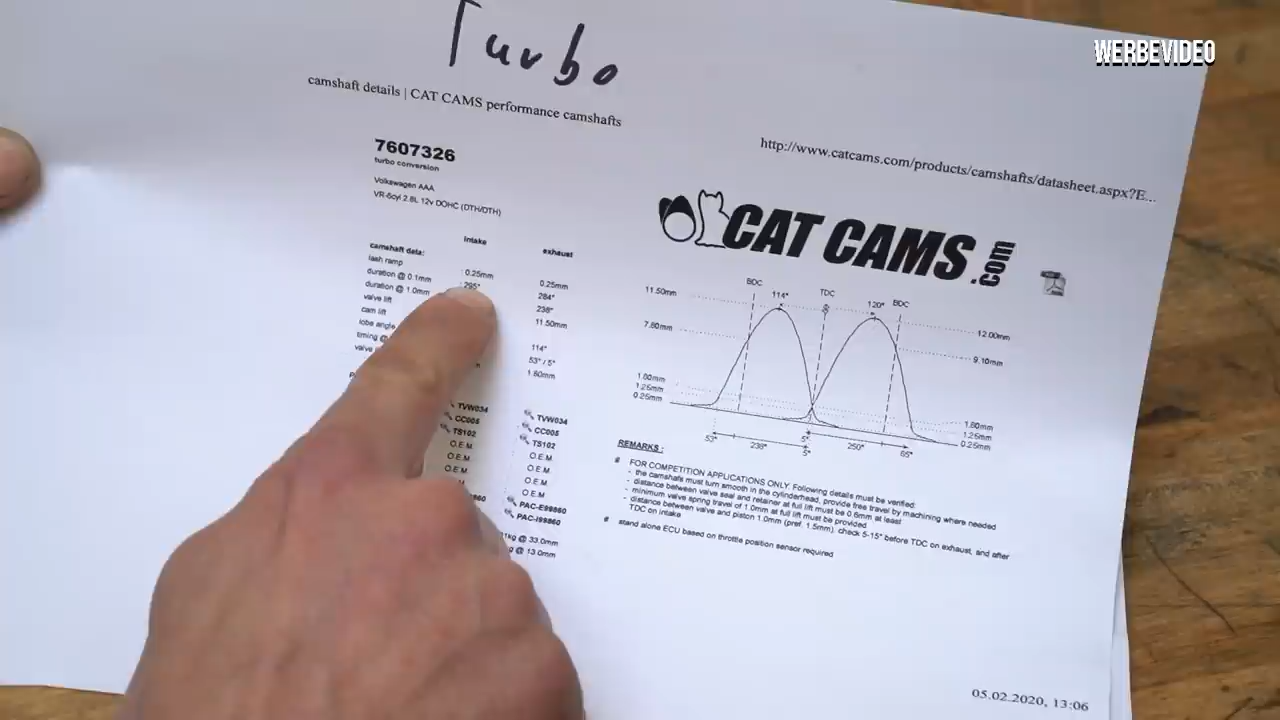 WERBEVIDEO
Turbo
camshaft details | CAT CAMS performance camshafts
http://www.catcams.com/products/camshafts/datasheet.aspx?E...
7607326
turbo conversion
Volkswagen AAA
VR-6cyl 2.8L 12v DOHC (DTH/DTH)
CAT CAMS.com
intake exhaust
camshaft data:
lash ramp : 0.25mm 0.25mm
duration @ 0.1mm : 295° 284°
duration @ 1.0mm 238°
valve lift 11.50mm
cam lift
lobe angle 114°
timing @ 53° / 5°
valve 1.80mm
TVW034 TVW034
CC005 CC005
TS102 TS102
O.E.M O.E.M
O.E.M O.E.M
O.E.M O.E.M
O.E.M
PAC-E99860
PAC-I99860
@ 33.0mm
@ 13.0mm
BDC 114° TDC 120° BDC
11.50mm 12.00mm
7.80mm 9.10mm
1.80mm 1.80mm
1.25mm 1.25mm
0.25mm 0.25mm
53° 238° 5° 250° 65°
5°
REMARKS :
# FOR COMPETITION APPLICATIONS ONLY. Following details must be verified:
- the camshafts must turn smooth in the cylinderhead, provide free travel by machining where needed
- distance between valve seal and retainer at full lift must be 0.6mm at least
- minimum valve spring travel of 1.0mm at full lift must be provided
- distance between valve and piston 1.0mm (pref. 1.5mm), check 5-15° before TDC on exhaust, and after
TDC on intake
# stand alone ECU based on throttle position sensor required
05.02.2020, 13:06